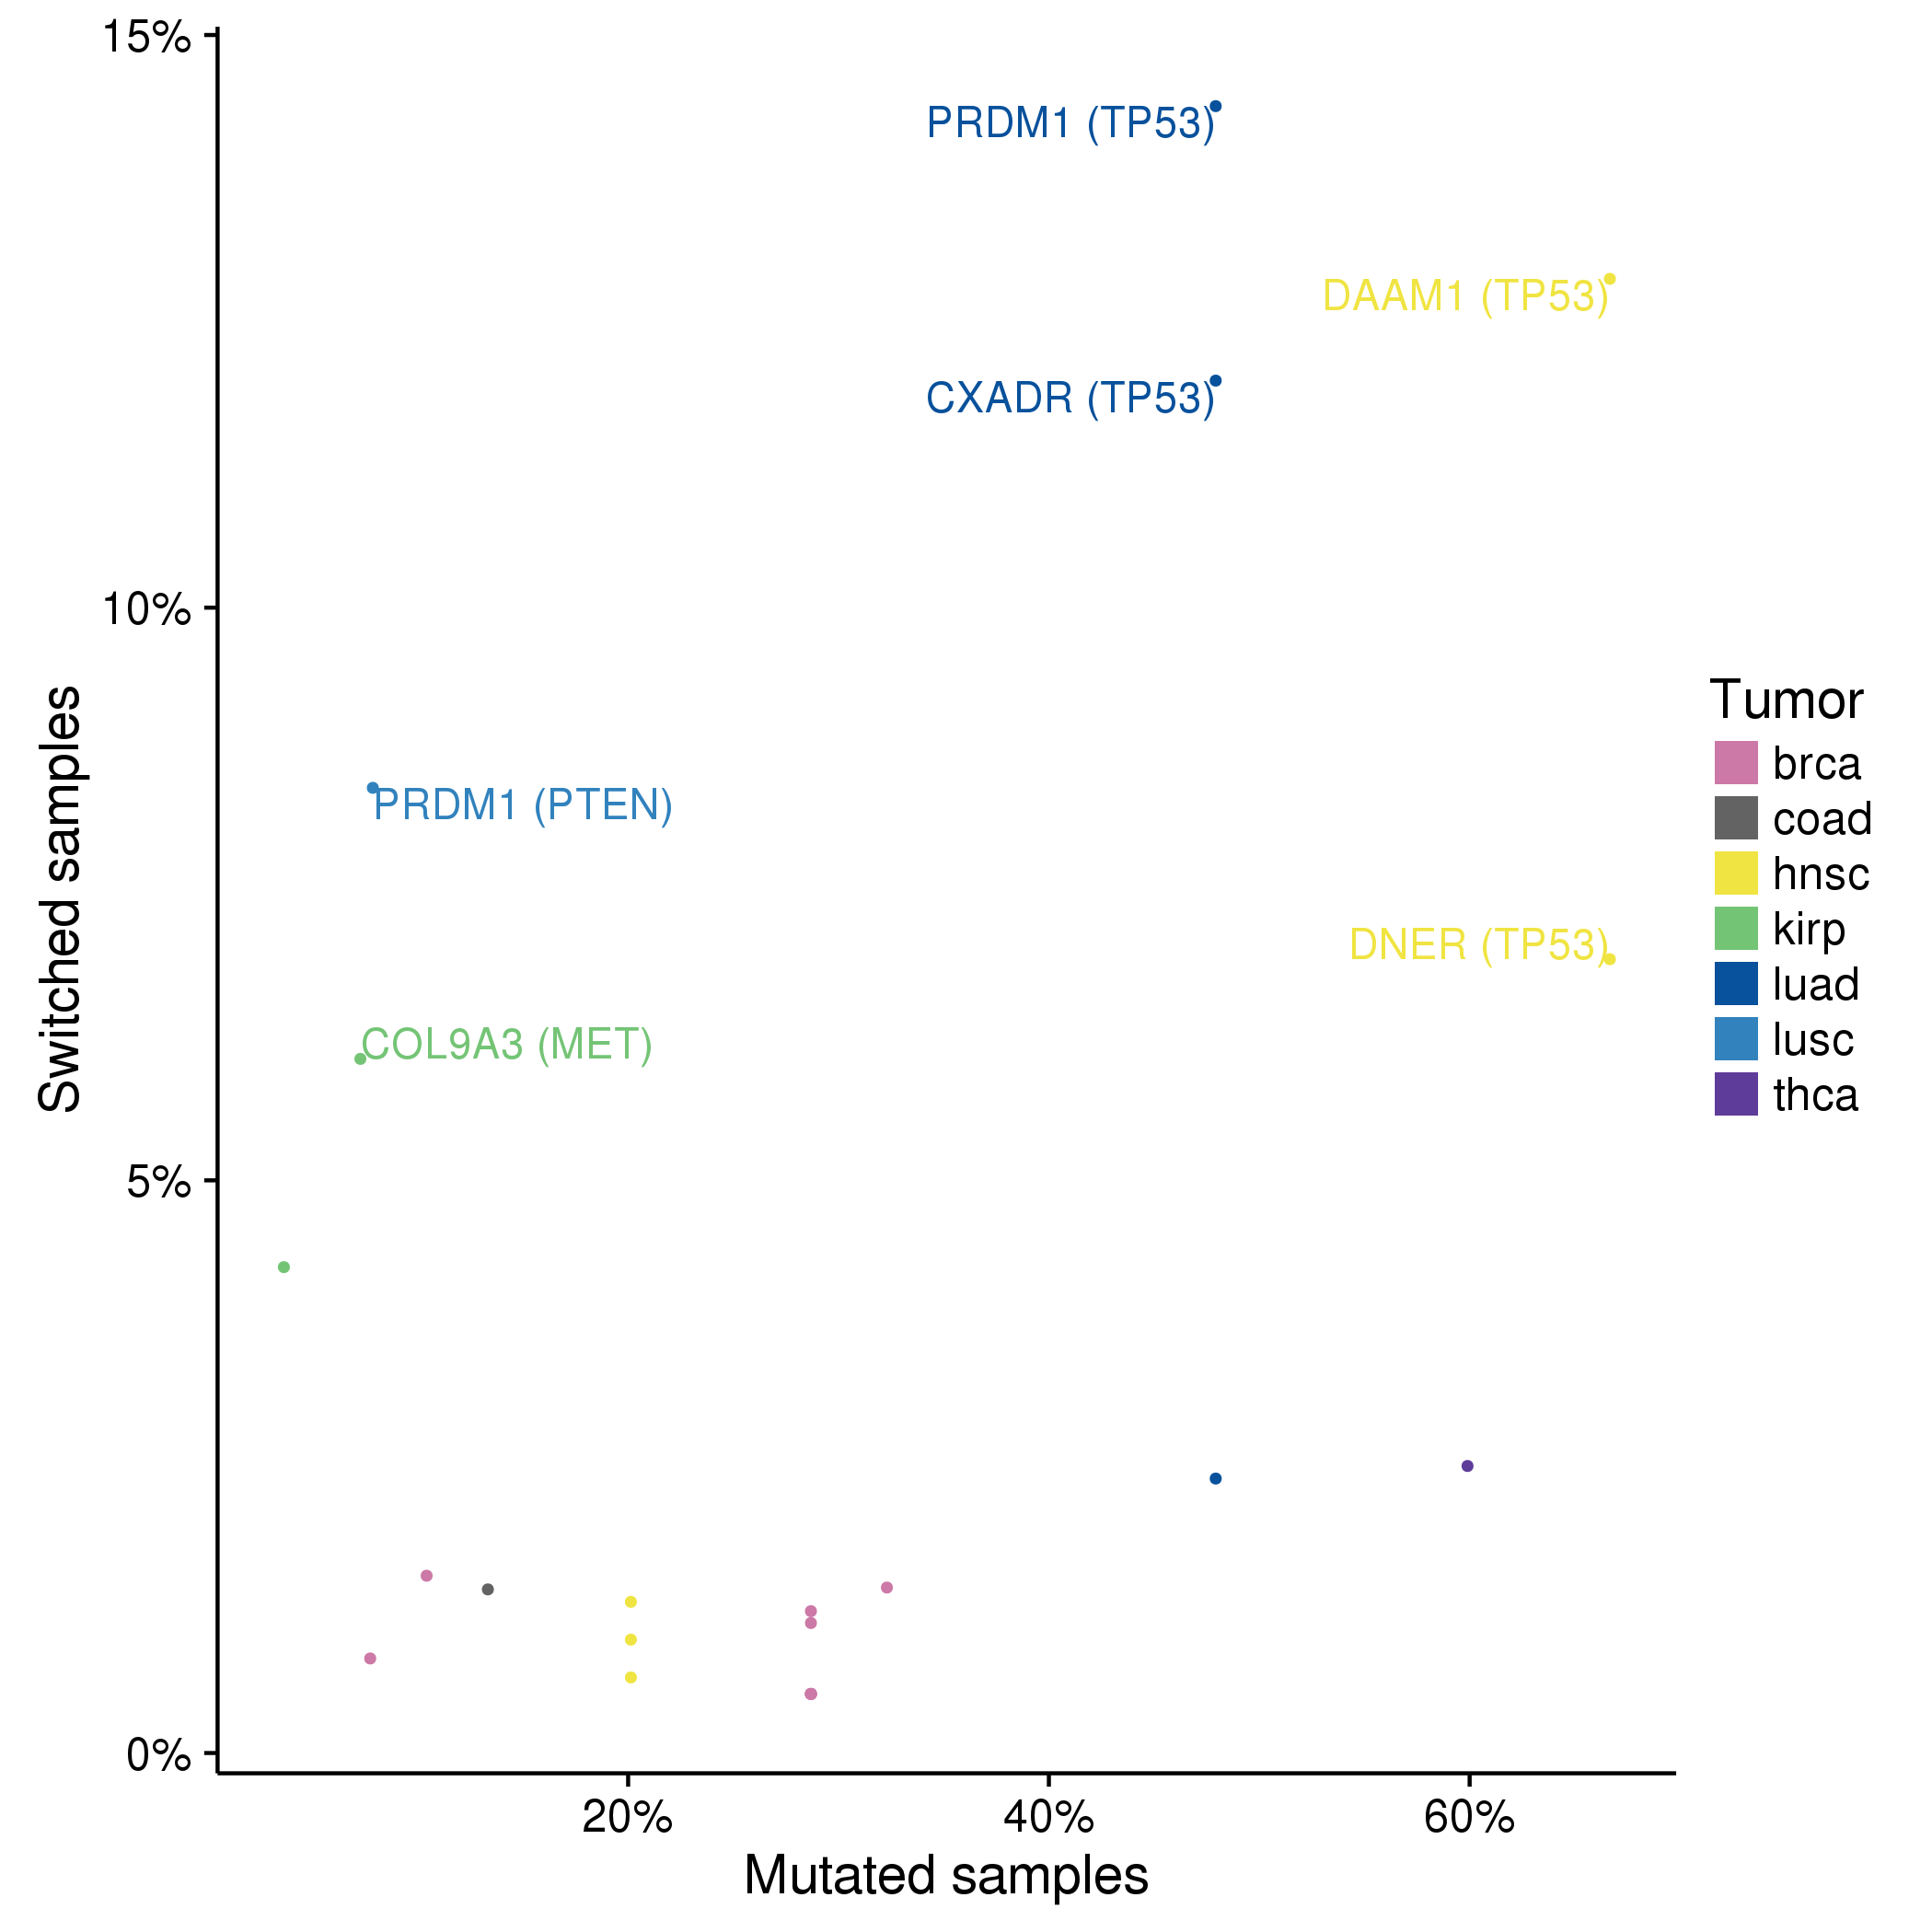 15%
PRDM1 (TP53)
DAAM1 (TP53)
CXADR (TP53)
10%
PRDM1 (PTEN)
DNER (TP53)
COL9A3 (MET)
5%
0%
Switched samples
20%
40%
60%
Mutated samples
Tumor
brca
coad
hnsc
kirp
luad
lusc
thca